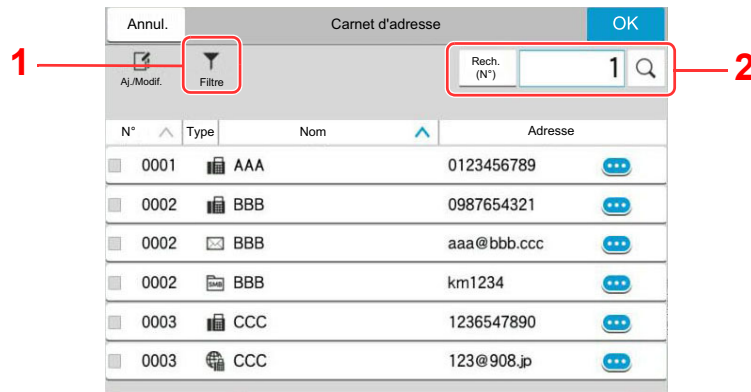 Annul. Carnet d'adresse OK
1 Aj./Modif. Filtre Rech. (N°) 1 2
N° Type Nom Adresse
0001 AAA 0123456789
0002 BBB 0987654321
0002 BBB aaa@bbb.ccc
0002 SMB BBB km1234
0003 CCC 1236547890
0003 CCC 123@908.jp